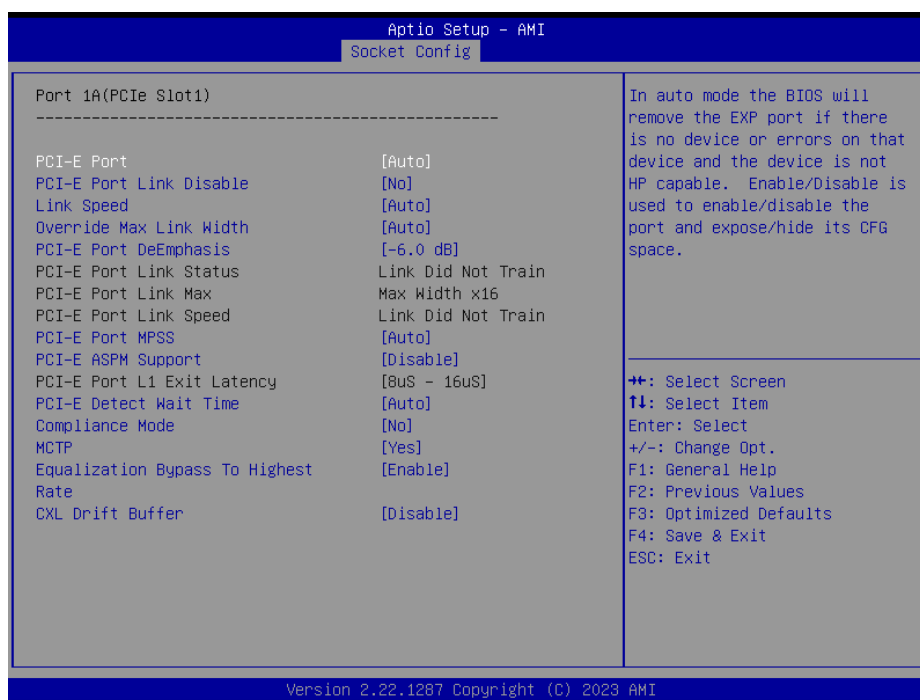 Aptio Setup - AMI
Socket Config
Port 1A(PCIe Slot1)
--------------------------------------------------
PCI-E Port [Auto]
PCI-E Port Link Disable [No]
Link Speed [Auto]
Override Max Link Width [Auto]
PCI-E Port DeEmphasis [-6.0 dB]
PCI-E Port Link Status Link Did Not Train
PCI-E Port Link Max Max Width x16
PCI-E Port Link Speed Link Did Not Train
PCI-E Port MPSS [Auto]
PCI-E ASPM Support [Disable]
PCI-E Port L1 Exit Latency [8uS - 16uS]
PCI-E Detect Wait Time [Auto]
Compliance Mode [No]
MCTP [Yes]
Equalization Bypass To Highest [Enable]
Rate
CXL Drift Buffer [Disable]
In auto mode the BIOS will
remove the EXP port if there
is no device or errors on that
device and the device is not
HP capable.  Enable/Disable is
used to enable/disable the
port and expose/hide its CFG
space.
→←: Select Screen
↑↓: Select Item
Enter: Select
+/-: Change Opt.
F1: General Help
F2: Previous Values
F3: Optimized Defaults
F4: Save & Exit
ESC: Exit
Version 2.22.1287 Copyright (C) 2023 AMI